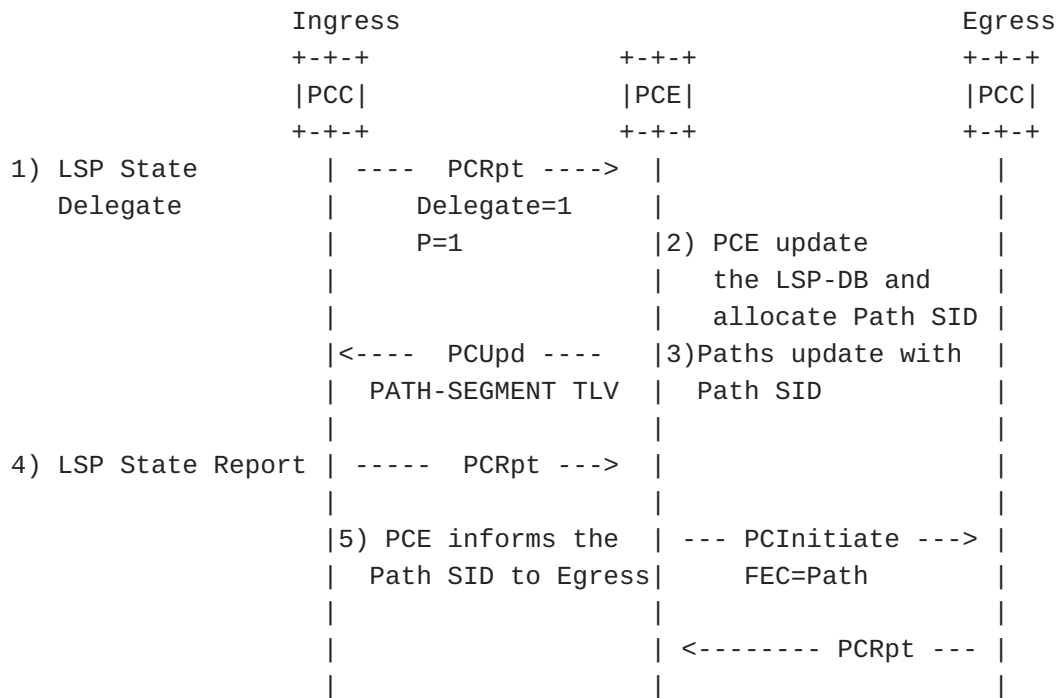 Ingress                                   Egress
                  +-+-+                +-+-+                 +-+-+
                  |PCC|                |PCE|                 |PCC|
                  +-+-+                +-+-+                 +-+-+
1) LSP State        | ----  PCRpt ---->  |                     |
   Delegate         |     Delegate=1     |                     |
                    |     P=1            |2) PCE update        |
                    |                    |   the LSP-DB and    |
                    |                    |   allocate Path SID |
                    |<----  PCUpd ----   |3)Paths update with  |
                    |  PATH-SEGMENT TLV  |  Path SID           |
                    |                    |                     |
4) LSP State Report | -----  PCRpt --->  |                     |
                    |                    |                     |
                    |5) PCE informs the  | --- PCInitiate ---> |
                    |  Path SID to Egress|     FEC=Path        |
                    |                    |                     |
                    |                    | <-------- PCRpt --- |
                    |                    |                     |